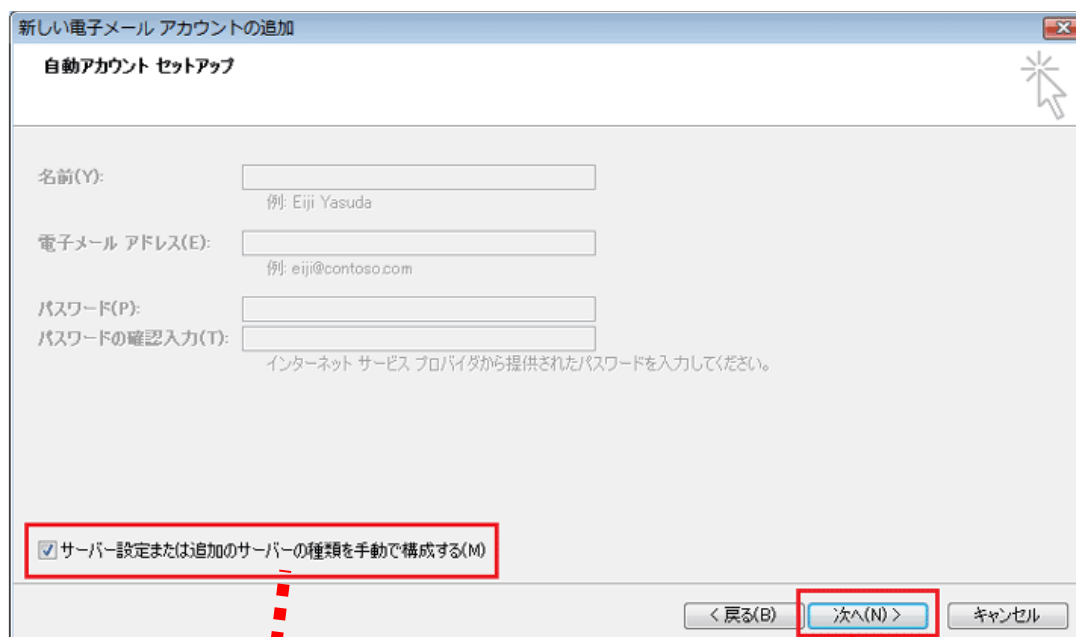 新しい電子メール アカウントの追加
自動アカウント セットアップ
名前(Y):
例: Eiji Yasuda
電子メール アドレス(E):
例: eiji@contoso.com
パスワード(P):
パスワードの確認入力(T):
インターネット サービス プロバイダから提供されたパスワードを入力してください。
サーバー設定または追加のサーバーの種類を手動で構成する(M)
< 戻る(B)
次へ(N) >
キャンセル